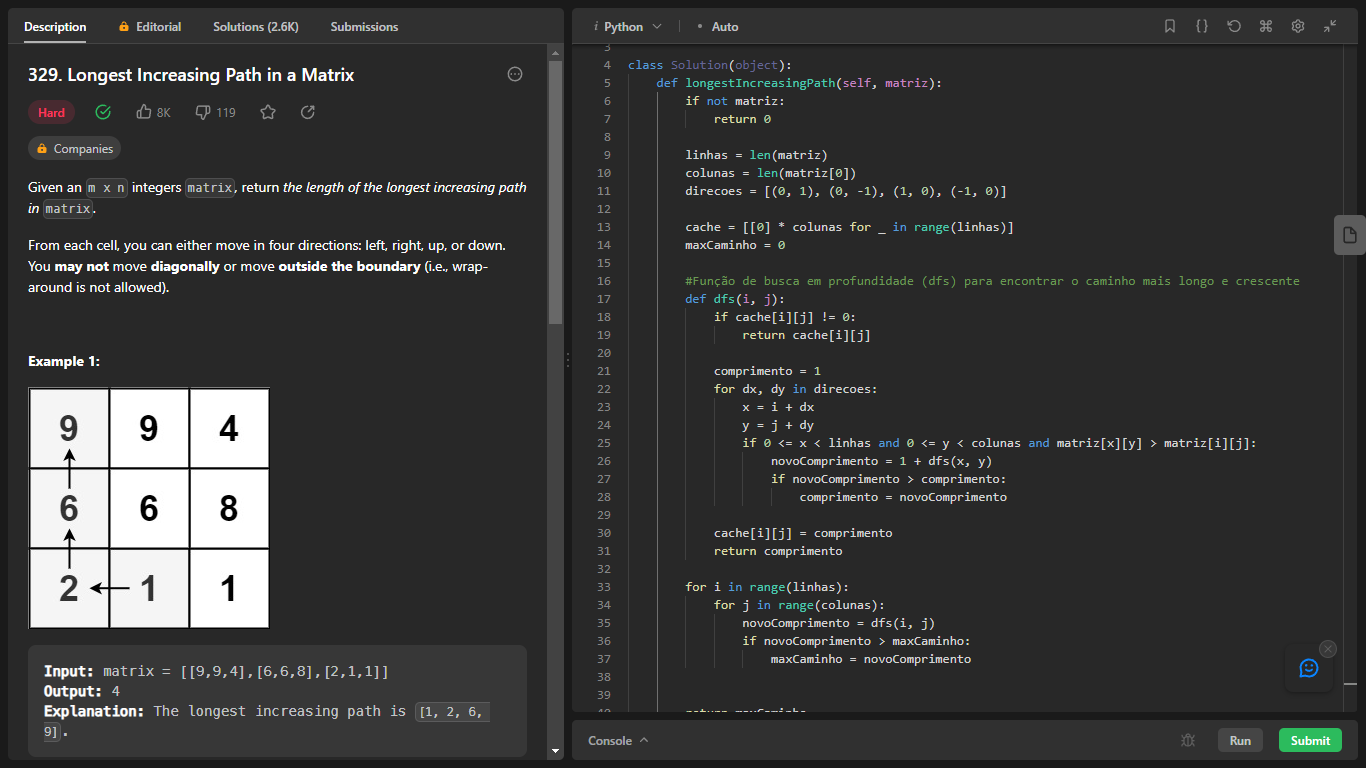 Description Editorial Solutions (2.6K) Submissions
329. Longest Increasing Path in a Matrix
Hard 8K 119
Companies
Given an m x n integers matrix, return the length of the longest increasing path
in matrix.
From each cell, you can either move in four directions: left, right, up, or down.
You may not move diagonally or move outside the boundary (i.e., wrap-
around is not allowed).
Example 1:
9 9 4
6 6 8
2 1 1
Input: matrix = [[9,9,4],[6,6,8],[2,1,1]]
Output: 4
Explanation: The longest increasing path is [1, 2, 6,
9].
i Python • Auto
3
4 class Solution(object):
5 def longestIncreasingPath(self, matriz):
6 if not matriz:
7 return 0
8
9 linhas = len(matriz)
10 colunas = len(matriz[0])
11 direcoes = [(0, 1), (0, -1), (1, 0), (-1, 0)]
12
13 cache = [[0] * colunas for _ in range(linhas)]
14 maxCaminho = 0
15
16 #Função de busca em profundidade (dfs) para encontrar o caminho mais longo e crescente
17 def dfs(i, j):
18 if cache[i][j] != 0:
19 return cache[i][j]
20
21 comprimento = 1
22 for dx, dy in direcoes:
23 x = i + dx
24 y = j + dy
25 if 0 <= x < linhas and 0 <= y < colunas and matriz[x][y] > matriz[i][j]:
26 novoComprimento = 1 + dfs(x, y)
27 if novoComprimento > comprimento:
28 comprimento = novoComprimento
29
30 cache[i][j] = comprimento
31 return comprimento
32
33 for i in range(linhas):
34 for j in range(colunas):
35 novoComprimento = dfs(i, j)
36 if novoComprimento > maxCaminho:
37 maxCaminho = novoComprimento
38
39
40 return maxCaminho
Console Run Submit